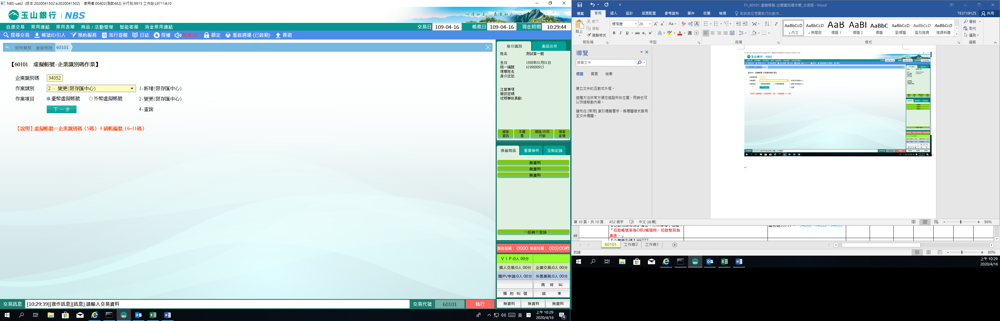 NBS-uat2 (版本:2020041502.b2020041502) 使用者:00402(測試482) 分行別:9915 工作站:L9711A10
玉山銀行 | NBS
心清如玉，義重如山。
自選交易 常用連結 常用表單 商品/活動管理 智能客服 消金常用連結
交易日 109-04-16 帳務日 109-04-16 現在時間 10:29:44
搜尋交易 帳號ID引入 預約服務 蒞行提醒 日誌 授權 廣播:SS 鎖定 重啟週邊 (已啟動) 簽退
特殊業務 虛擬帳號 60101
【60101 虛擬帳號-企業識別碼作業】
企業識別碼 94052
作業類別 2 - 變更(限存匯中心) 1-新增(限存匯中心)
作業項目 臺幣虛擬帳號 外幣虛擬帳號 2-變更(限存匯中心)
下一步 4-查詢
【說明】虛擬帳號＝企業識別碼（5碼）＋銷帳編號（6~11碼）
身分識別 產品往來
姓名 測試黃一號
生日 1998年01月01日
統一編號 A199000915
理專姓名
身分註記
注意事項
簡訊密碼
近期事故異動
顧客資訊 手續費 通路/共同行銷 顧客影像
推薦商品 重要事件 互動記錄
無資料
無資料
無資料
一般轉介登錄
服務號碼： 0000 等候時間： 00分00秒
ＶＩＰ:0人 00分
個人交易:0人 00分 企業交易:0人 00分
開戶/申請:0人 00分 外匯業務:0人 00分
再 呼 叫
預 約 叫 號 結 束
交易訊息 [10:29:39][操作訊息][訊息] 請輸入交易資料 交易代號 60101 執行 無資料 無資料 無資料
英 上午 10:29
2020/4/16 4
F1_60101 虛擬帳號-企業識別碼作業_尤淑姬 - Word
檔案 常用 插入 設計 版面配置 參考資料 郵件 校閱 檢視 告訴我您想要執行的動作... TEST19125 共用
貼上 剪下 複製 複製格式
剪貼簿 字型 段落 樣式 編輯
標楷體 26
AaBbCcD AaBbCcD AaB AaBl AaBbC AaBbCcD AaBbCcD AaBbCcD
內文 無間距 標題 1 標題 2 標題 副標題 區別強調 強調斜體
尋找
取代
選取
導覽
搜尋文件
標題 頁面 結果
建立文件的互動式外框。
這種方法非常方便您追蹤所在位置，同時也可以快速移動內容。
請先從 [常用] 索引標籤著手，將標題樣式套用至文件標題。
第 10 頁，共 10 頁 452 個字 中文 (台灣) 96%
49
「扣款帳號若為OBU帳號時，扣款幣別為美金。」
60101 工作表2 工作表1
就緒 80%
上午 10:29
2020/4/16